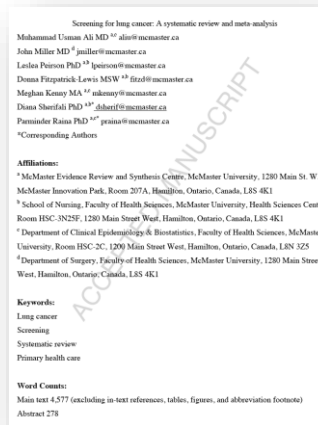 Screening for lung cancer: A systematic review and meta-analysis
Muhammad Usman Ali MD a,c alin@mcmaster.ca
John Miller MD d jmiller@mcmaster.ca
Leslea Peirson PhD a,b lpeirson@mcmaster.ca
Donna Fitzpatrick-Lewis MSW a,b fitzd@mcmaster.ca
Meghan Kenny MA a,c mkenny@mcmaster.ca
Diana Sherifali PhD a,b* dsherif@mcmaster.ca
Parminder Raina PhD a,c* praina@mcmaster.ca
*Corresponding Authors
Affiliations:
a McMaster Evidence Review and Synthesis Centre, McMaster University, 1280 Main St. W
McMaster Innovation Park, Room 207A, Hamilton, Ontario, Canada, L8S 4K1
b School of Nursing, Faculty of Health Sciences, McMaster University, Health Sciences Cent
Room HSC-3N25F, 1280 Main Street West, Hamilton, Ontario, Canada, L8S 4K1
c Department of Clinical Epidemiology & Biostatistics, Faculty of Health Sciences, McMaste
University, Room HSC-2C, 1200 Main Street West, Hamilton, Ontario, Canada, L8N 3Z5
d Department of Surgery, Faculty of Health Sciences, McMaster University, 1280 Main Stree
West, Hamilton, Ontario, Canada, L8S 4K1
Keywords:
Lung cancer
Screening
Systematic review
Primary health care
Word Counts:
Main text 4,577 (excluding in-text references, tables, figures, and abbreviation footnote)
Abstract 278
ACCEPTED MANUSCRIPT